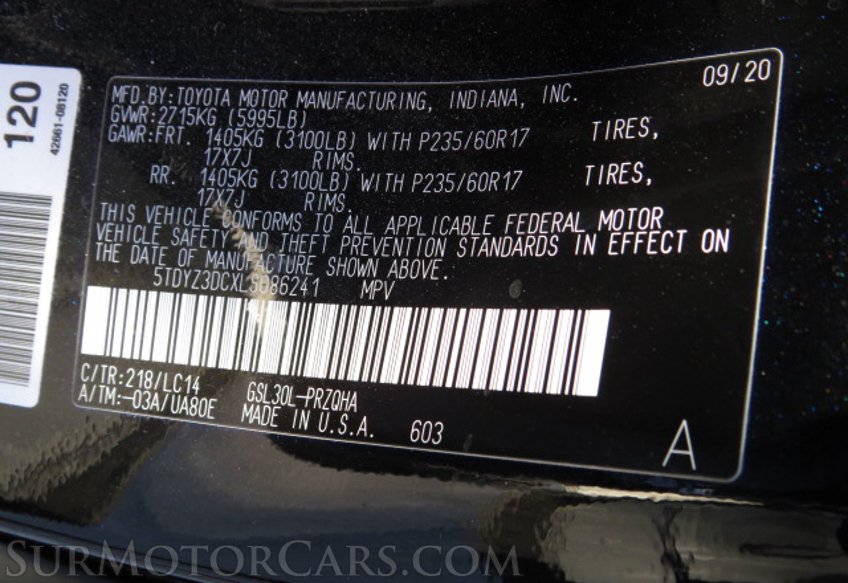 120
42661-08120
09/20
MFD.BY:TOYOTA MOTOR MANUFACTURING, INDIANA, INC.
GVWR:2715KG (5995LB)
GAWR:FRT. 1405KG (3100LB) WITH P235/60R17 TIRES,
17X7J RIMS.
RR. 1405KG (3100LB) WITH P235/60R17 TIRES,
17X7J RIMS.
THIS VEHICLE CONFORMS TO ALL APPLICABLE FEDERAL MOTOR
VEHICLE SAFETY AND THEFT PREVENTION STANDARDS IN EFFECT ON
THE DATE OF MANUFACTURE SHOWN ABOVE.
5TDYZ3DCXLS086241 MPV
C/TR:218/LC14 GSL30L-PRZQHA
A/TM:-03A/UA80E MADE IN U.S.A. 603
A
SurMotorCars.com